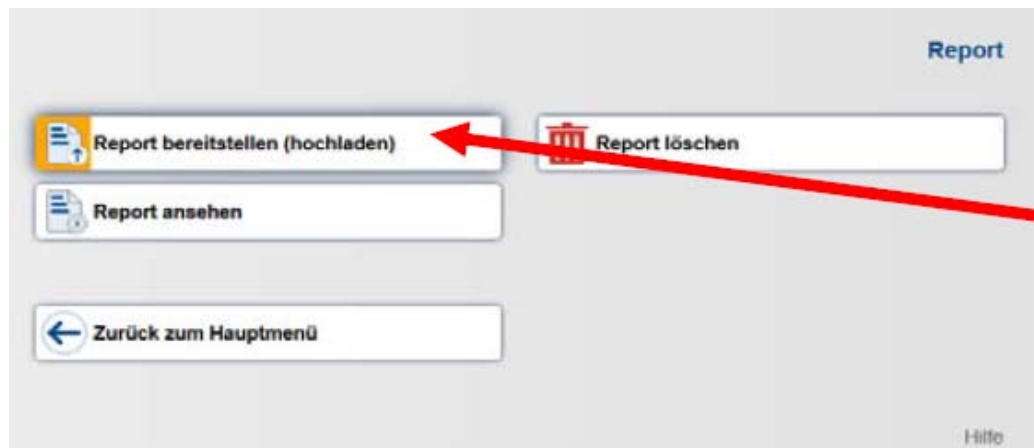 Report
Report bereitstellen (hochladen)
Report löschen
Report ansehen
Zurück zum Hauptmenü
Hilfe